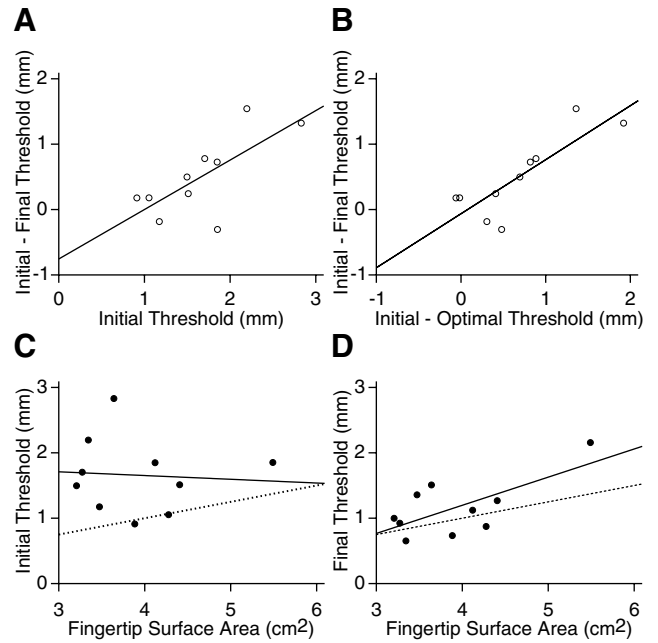 A
Initial - Final Threshold (mm)
2
1
0
-1
0 1 2 3
Initial Threshold (mm)
B
Initial - Final Threshold (mm)
2
1
0
-1
-1 0 1 2
Initial - Optimal Threshold (mm)
C
Initial Threshold (mm)
3
2
1
0
3 4 5 6
Fingertip Surface Area (cm2)
D
Final Threshold (mm)
3
2
1
0
3 4 5 6
Fingertip Surface Area (cm2)